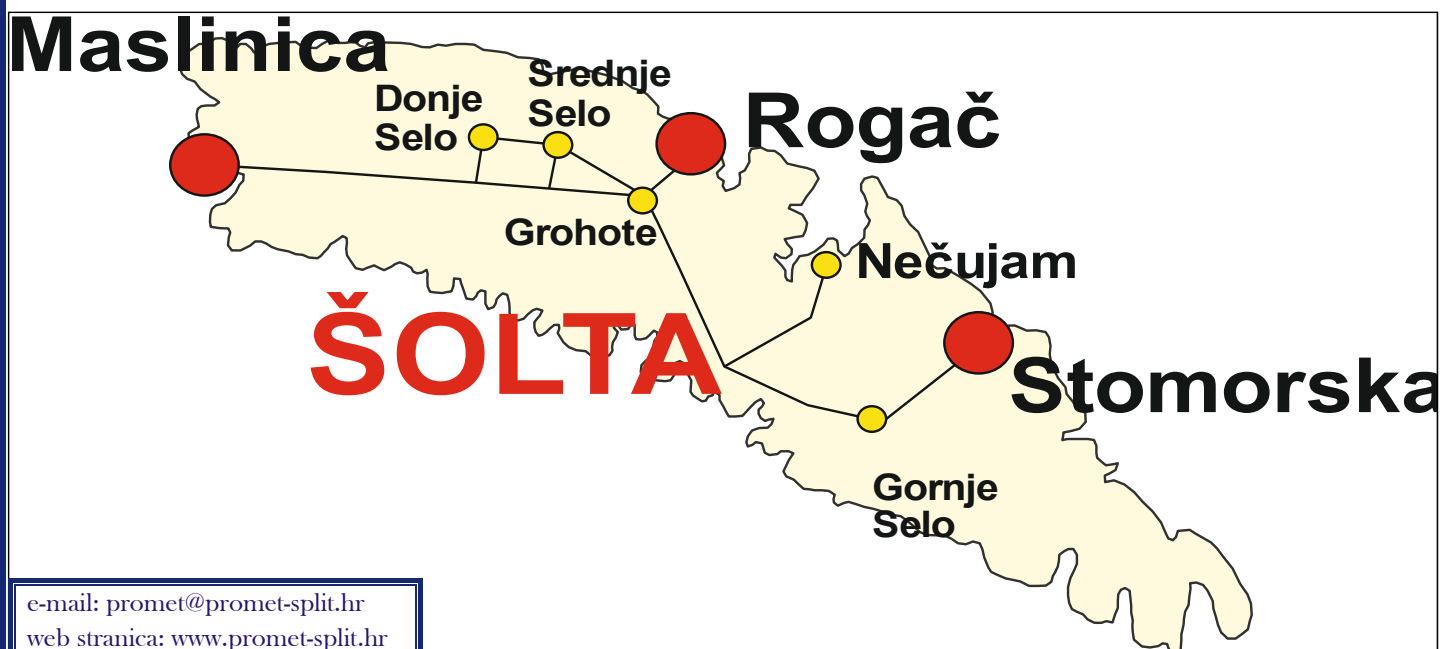 Maslinica
Donje
Selo
Srednje
Selo
Rogač
Grohote
Nečujam
ŠOLTA
Stomorska
Gornje
Selo
e-mail: promet@promet-split.hr
web stranica: www.promet-split.hr